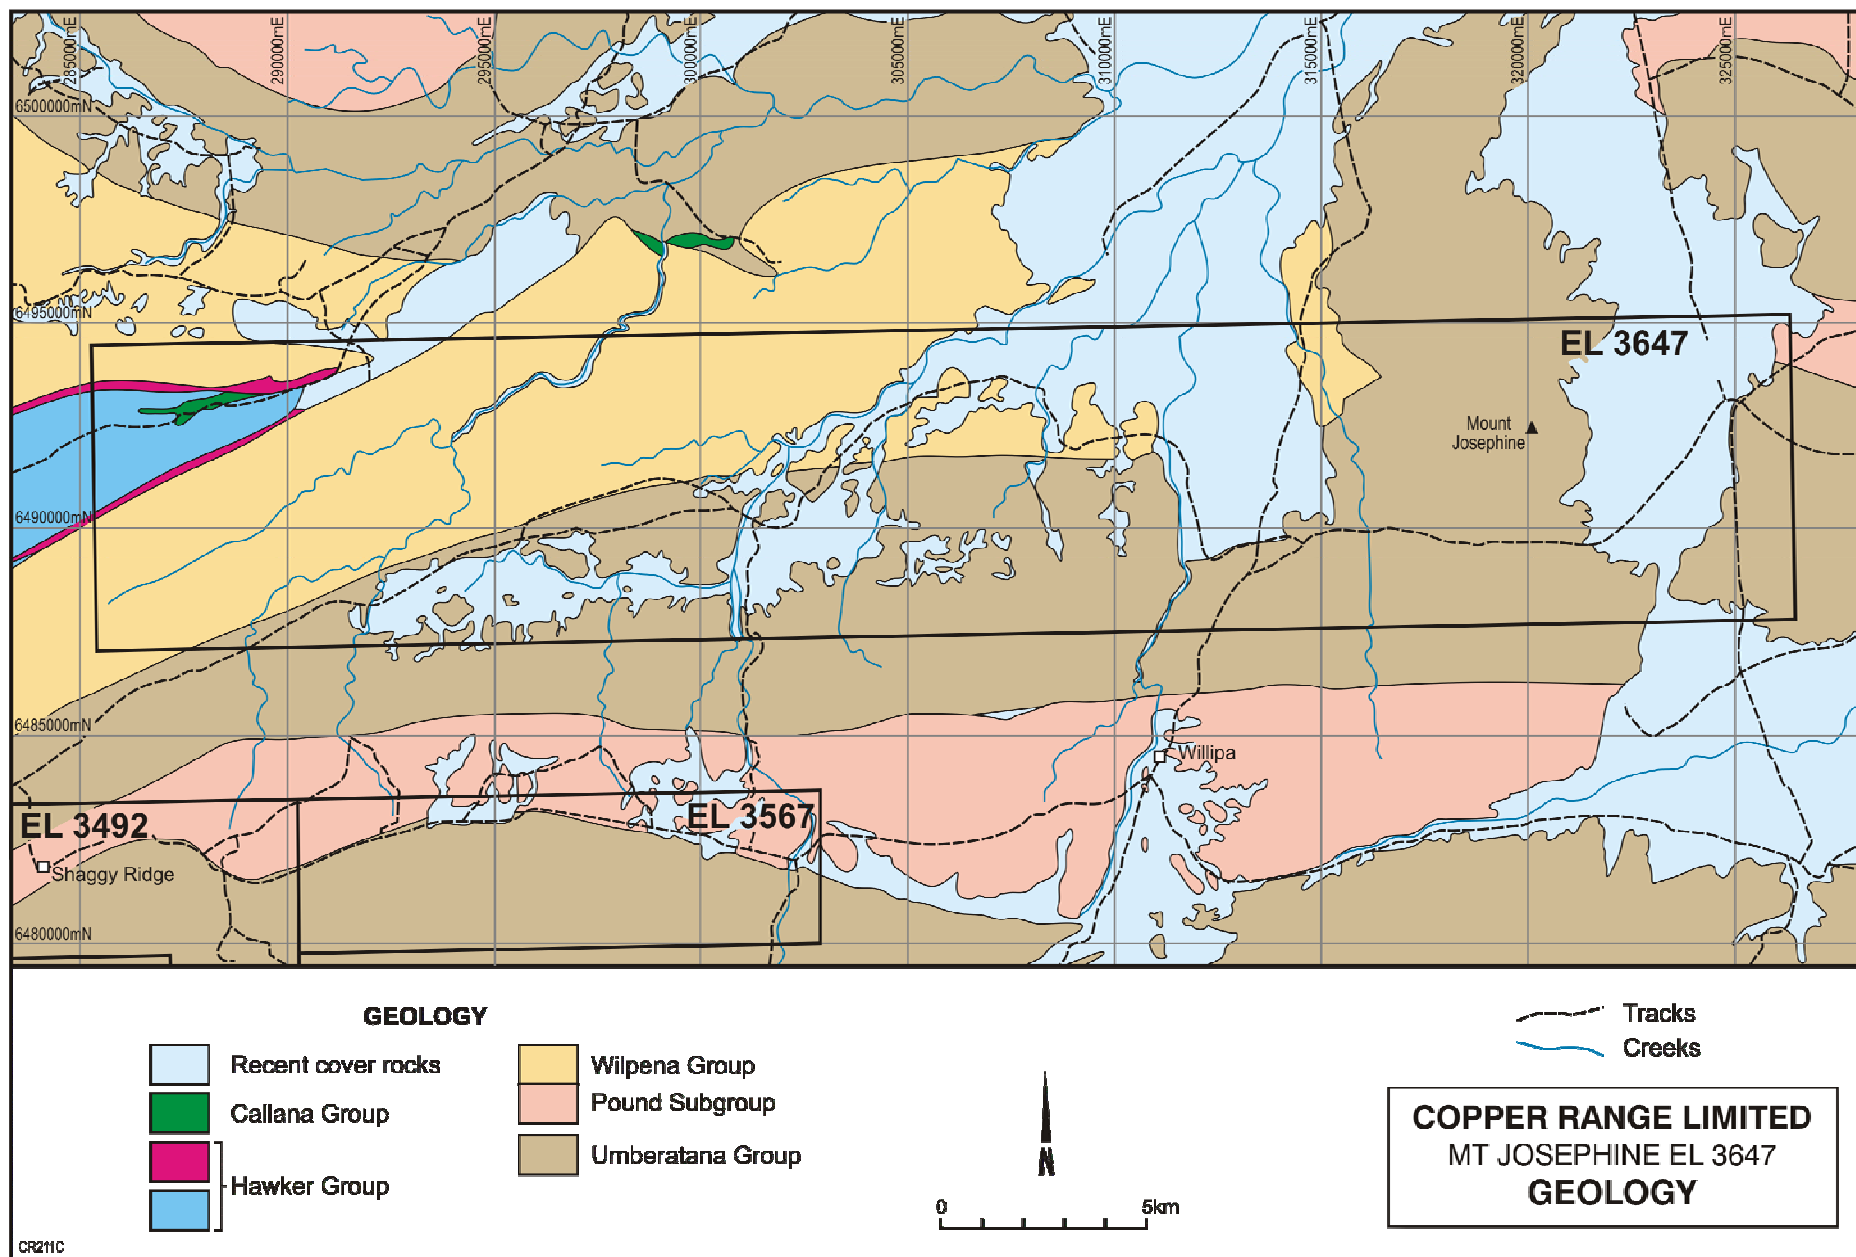 285000mE
290000mE
295000mE
300000mE
305000mE
310000mE
315000mE
320000mE
325000mE
6500000mN
6495000mN
EL 3647
Mount
Josephine
6490000mN
6485000mN
Willipa
EL 3492
EL 3567
Shaggy Ridge
6480000mN
GEOLOGY
Recent cover rocks
Callana Group
Hawker Group
Wilpena Group
Pound Subgroup
Umberatana Group
N
0 5km
Tracks
Creeks
COPPER RANGE LIMITED
MT JOSEPHINE EL 3647
GEOLOGY
CR211C